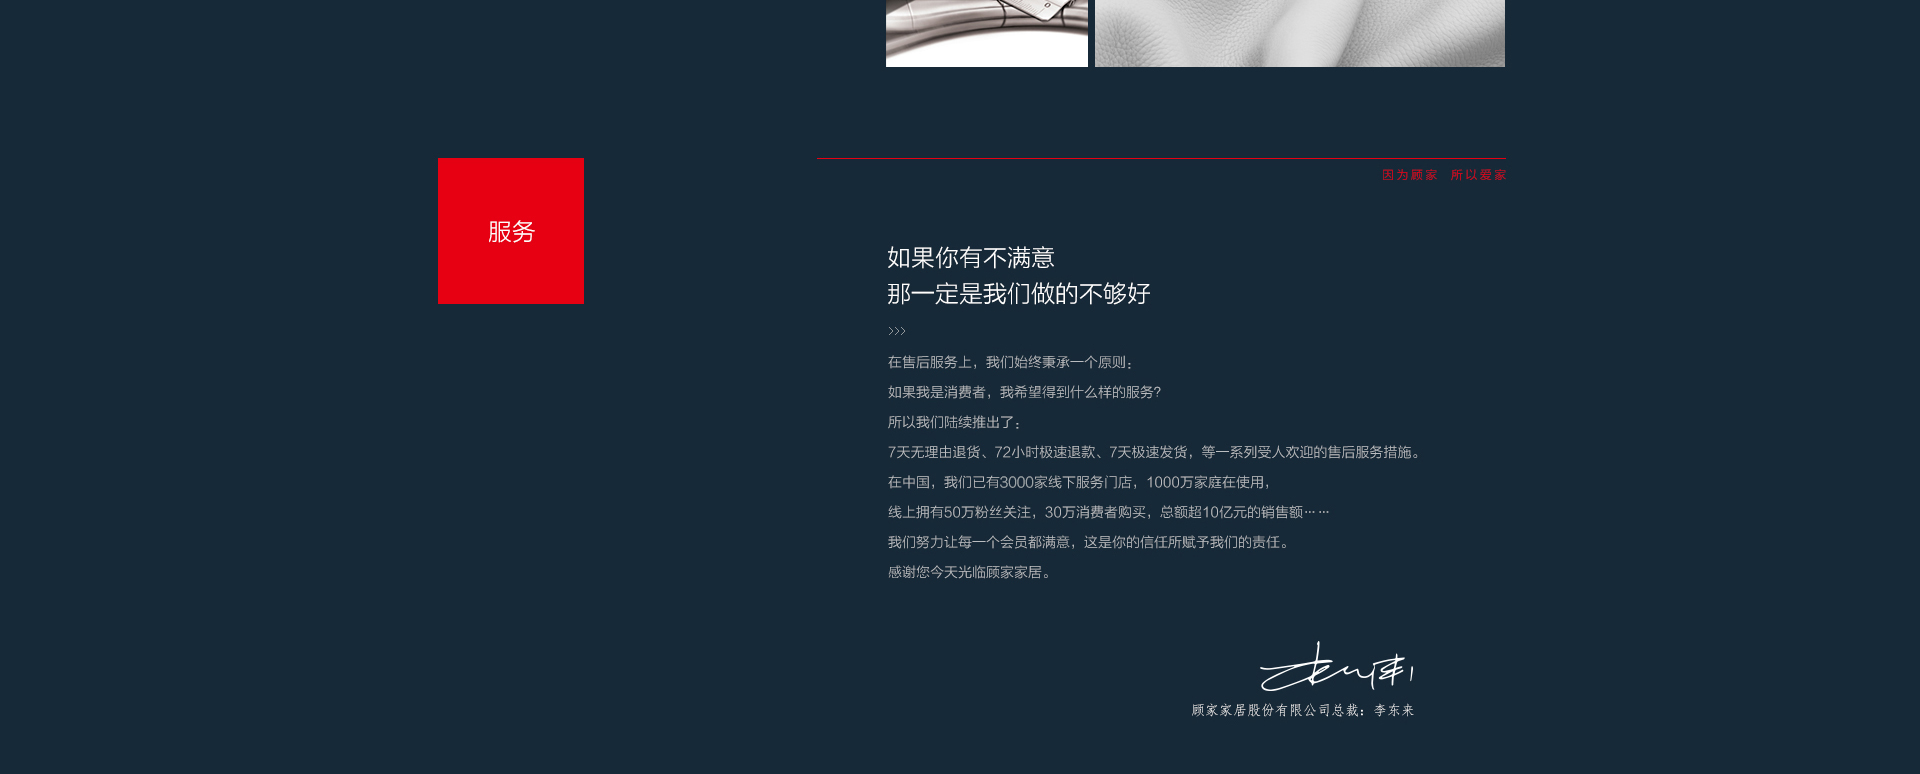 因为顾家 所以爱家
服务
如果你有不满意
那一定是我们做的不够好
>>>
在售后服务上，我们始终秉承一个原则：
如果我是消费者，我希望得到什么样的服务？
所以我们陆续推出了：
7天无理由退货、72小时极速退款、7天极速发货，等一系列受人欢迎的售后服务措施。
在中国，我们已有3000家线下服务门店，1000万家庭在使用，
线上拥有50万粉丝关注，30万消费者购买，总额超10亿元的销售额……
我们努力让每一个会员都满意，这是你的信任所赋予我们的责任。
感谢您今天光临顾家家居。
顾家家居股份有限公司总裁：李东来